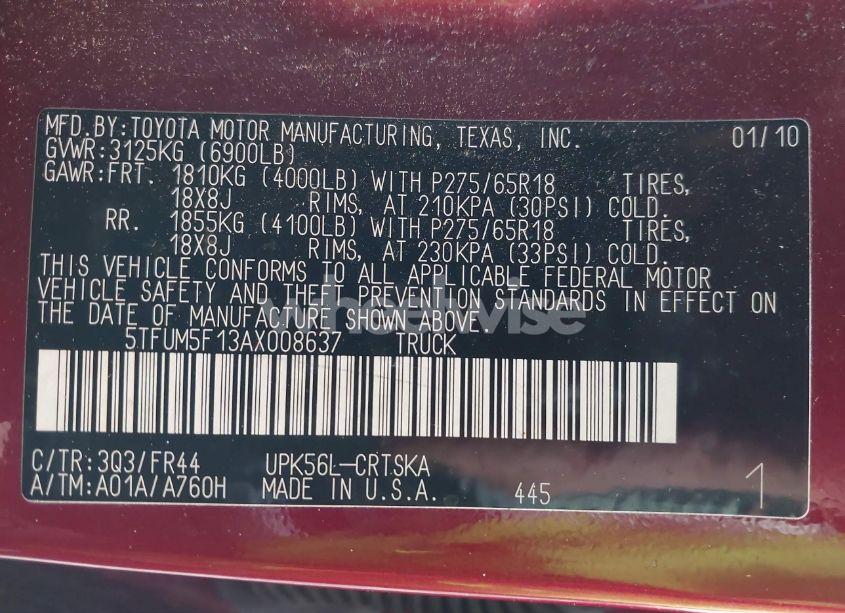 MFD.BY:TOYOTA MOTOR MANUFACTURING, TEXAS, INC. 01/10
GVWR:3125KG (6900LB)
GAWR:FRT. 1810KG (4000LB) WITH P275/65R18 TIRES,
18X8J RIMS, AT 210KPA (30PSI) COLD.
RR. 1855KG (4100LB) WITH P275/65R18 TIRES,
18X8J RIMS, AT 230KPA (33PSI) COLD.
THIS VEHICLE CONFORMS TO ALL APPLICABLE FEDERAL MOTOR
VEHICLE SAFETY AND THEFT PREVENTION STANDARDS IN EFFECT ON
THE DATE OF MANUFACTURE SHOWN ABOVE.
wheelwise
5TFUM5F13AX008637 TRUCK
C/TR:3Q3/FR44 UPK56L-CRTSKA
A/TM:A01A/A760H MADE IN U.S.A. 445 1